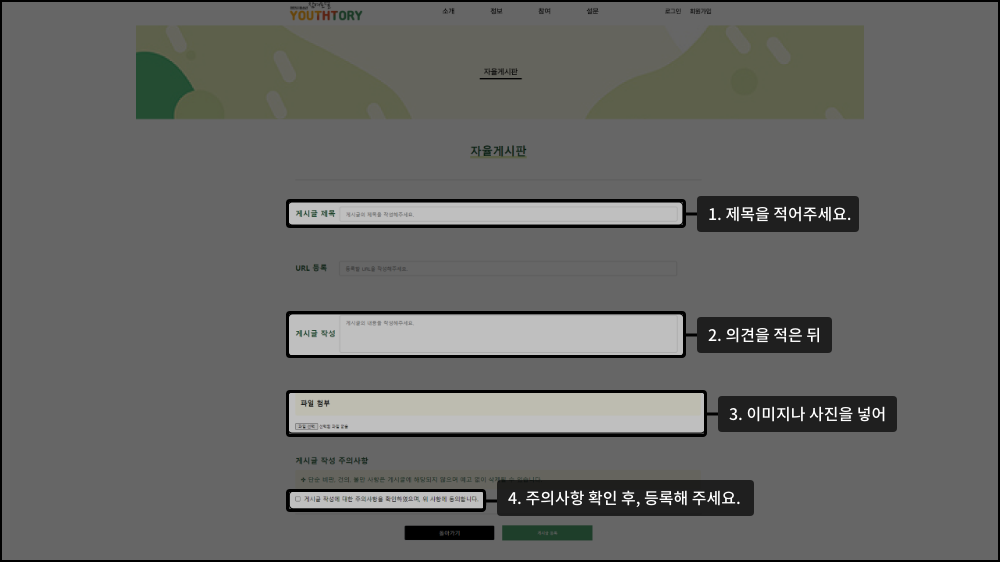 YOUTHTORY
소개
정보
참여
설문
로그인
회원가입
자율게시판
자율게시판
게시글 제목
게시글의 제목을 작성해주세요.
1. 제목을 적어주세요.
URL 등록
등록할 URL을 작성해주세요.
게시글 작성
게시글의 내용을 작성해주세요.
2. 의견을 적은 뒤
파일 첨부
파일 선택 선택된 파일 없음
3. 이미지나 사진을 넣어
게시글 작성 주의사항
게시글 작성에 대한 주의사항을 확인하였으며, 위 사항에 동의합니다.
4. 주의사항 확인 후, 등록해 주세요.
돌아가기
게시글 등록